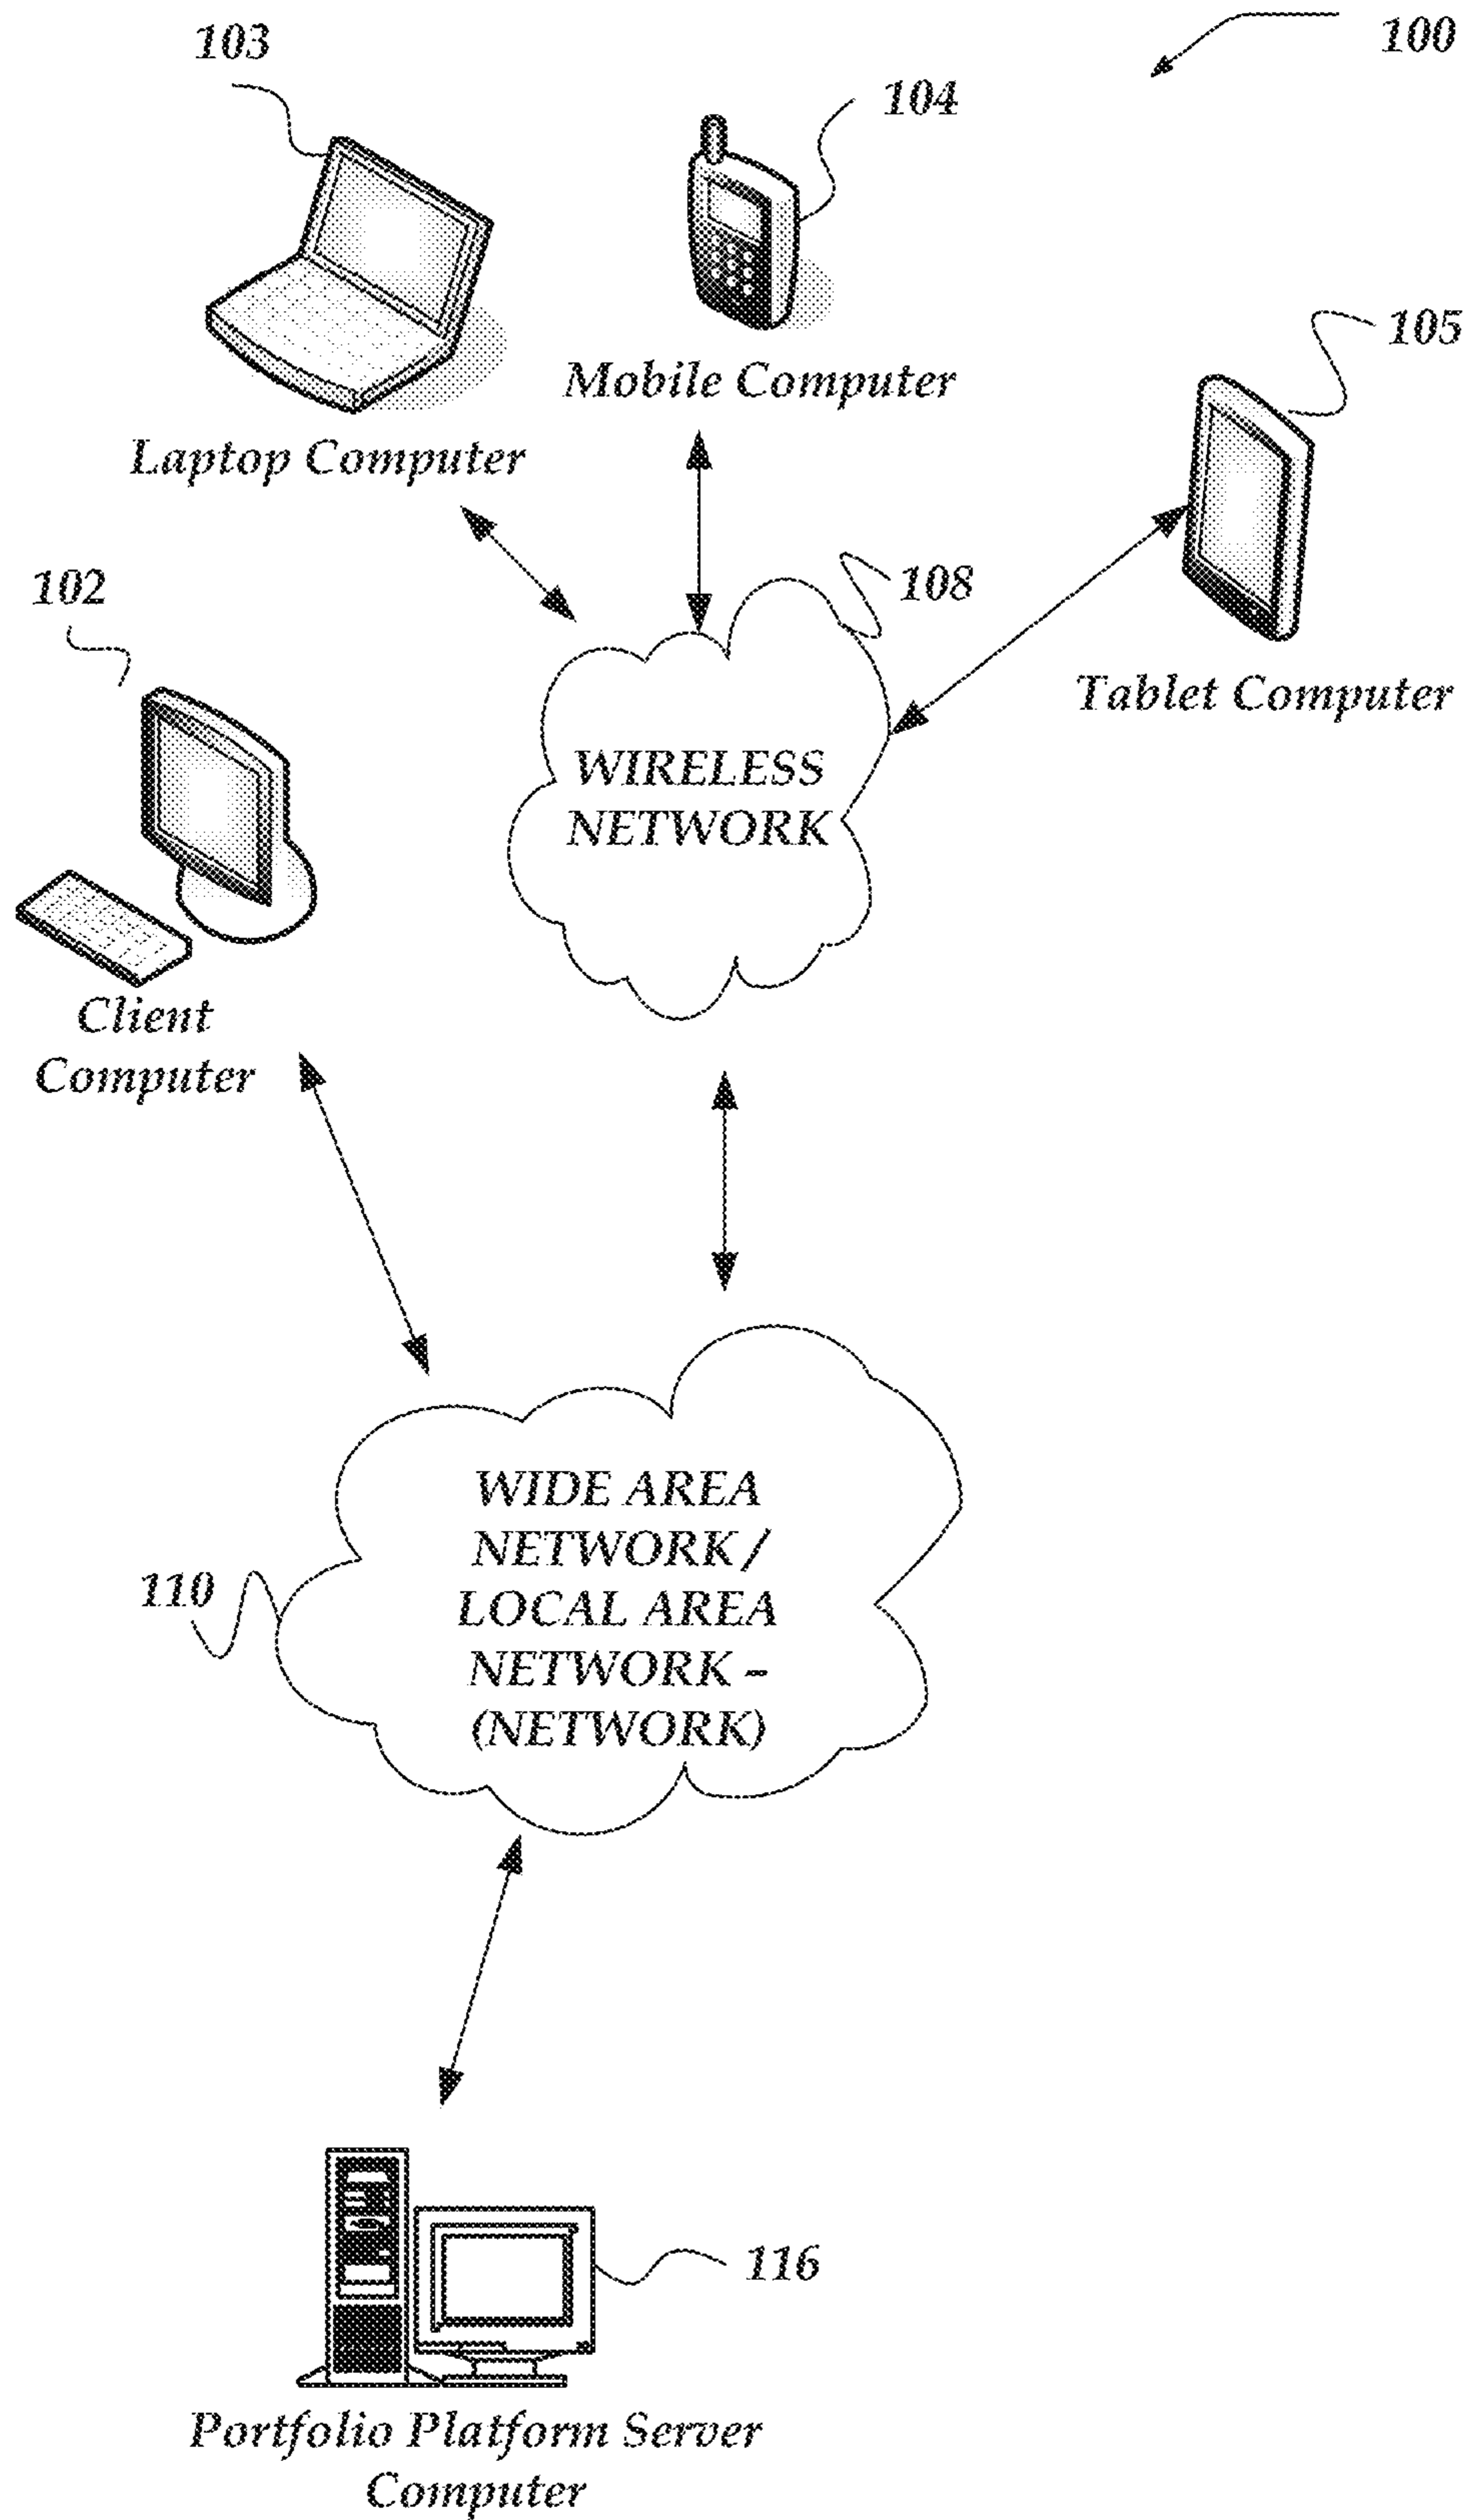 100
103
104
105
Mobile Computer
Laptop Computer
108
102
Tablet Computer
WIRELESS
NETWORK
Client
Computer
WIDE AREA
NETWORK /
LOCAL AREA
NETWORK –
(NETWORK)
110
116
Portfolio Platform Server
Computer